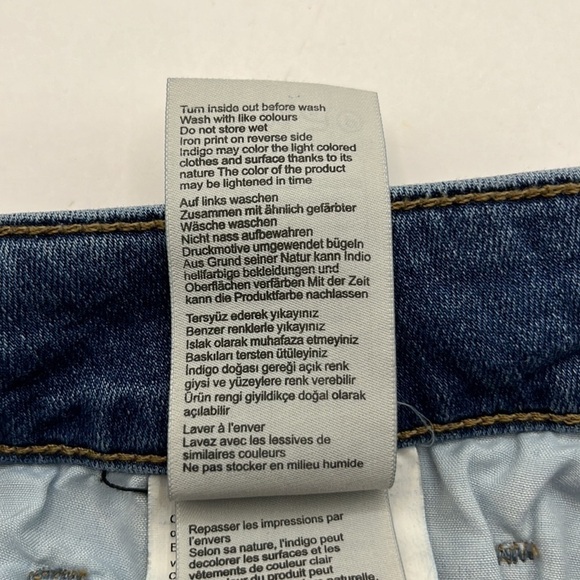 Turn inside out before wash
Wash with like colours
Do not store wet
Iron print on reverse side
Indigo may color the light colored
clothes and surface thanks to its
nature The color of the product
may be lightened in time
Auf links waschen
Zusammen mit ähnlich gefärbter
Wäsche waschen
Nicht nass aufbewahren
Druckmotive umgewendet bügeln
Aus Grund seiner Natur kann Indio
hellfarbige bekleidungen und
Oberflächen verfärben Mit der Zeit
kann die Produktfarbe nachlassen
Tersyüz ederek yıkayınız
Benzer renklerle yıkayınız
Islak olarak muhafaza etmeyiniz
Baskıları tersten ütüleyiniz
İndigo doğası gereği açık renk
giysi ve yüzeylere renk verebilir
Ürün rengi giyildikçe doğal olarak
açılabilir
Laver à l'enver
Lavez avec les lessives de
similaires couleurs
Ne pas stocker en milieu humide
Repasser les impressions par
l'envers
Selon sa nature, l'indigo peut
decolorer les surfaces et les
vêtements de couleur clair
couleur du produit peut
naturelle.